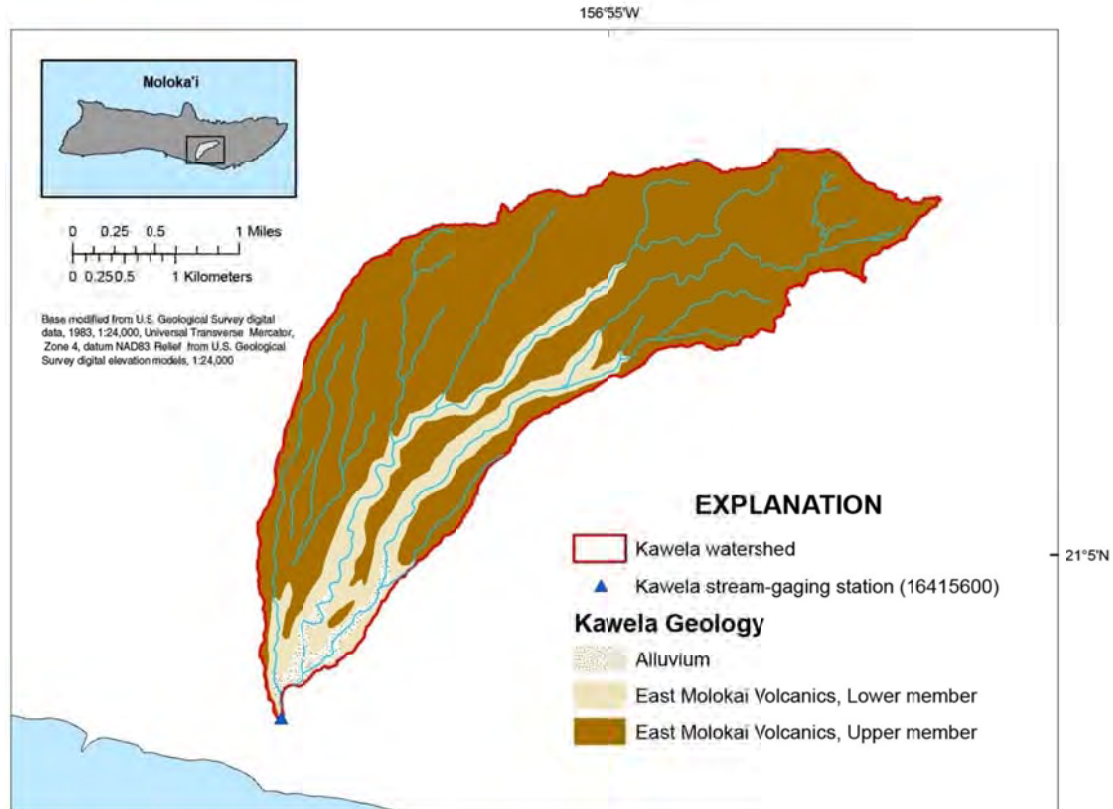 156°55'W
Moloka'i
0 0.25 0.5 1 Miles
0 0.250.5 1 Kilometers
Base modified from U.S. Geological Survey digital
data, 1983, 1:24,000, Universal Transverse Mercator,
Zone 4, datum NAD83 Relief from U.S. Geological
Survey digital elevation models, 1:24,000
21°5'N
EXPLANATION
Kawela watershed
Kawela stream-gaging station (16415600)
Kawela Geology
Alluvium
East Molokai Volcanics, Lower member
East Molokai Volcanics, Upper member